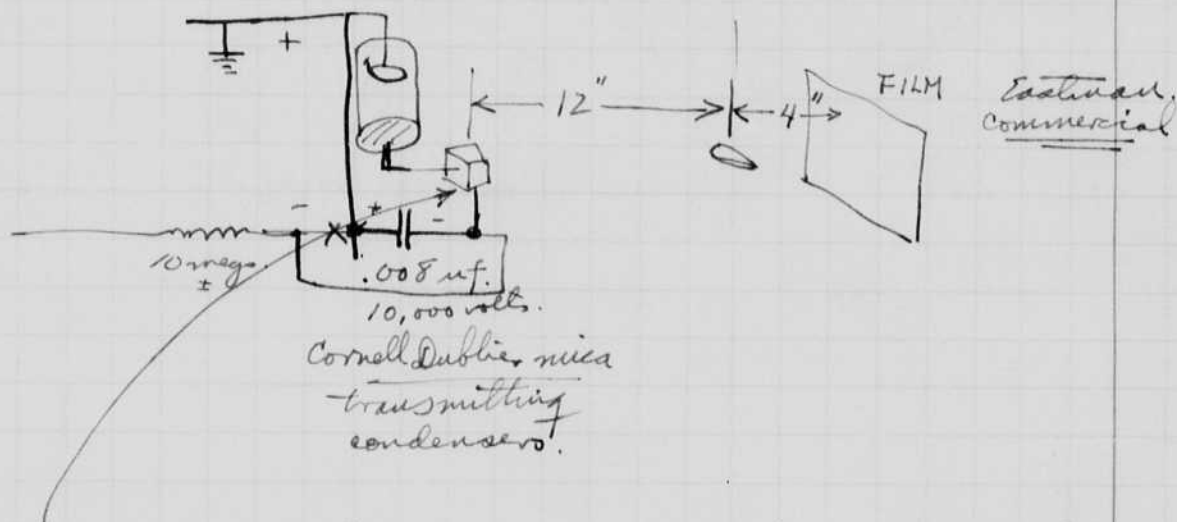 +
12"
4"
FILM
Eastman.
Commercial
-
+
-
10 megs.
±
.008 uf.
10,000 volts.
Cornell Dublier mica
transmitting
condensers.